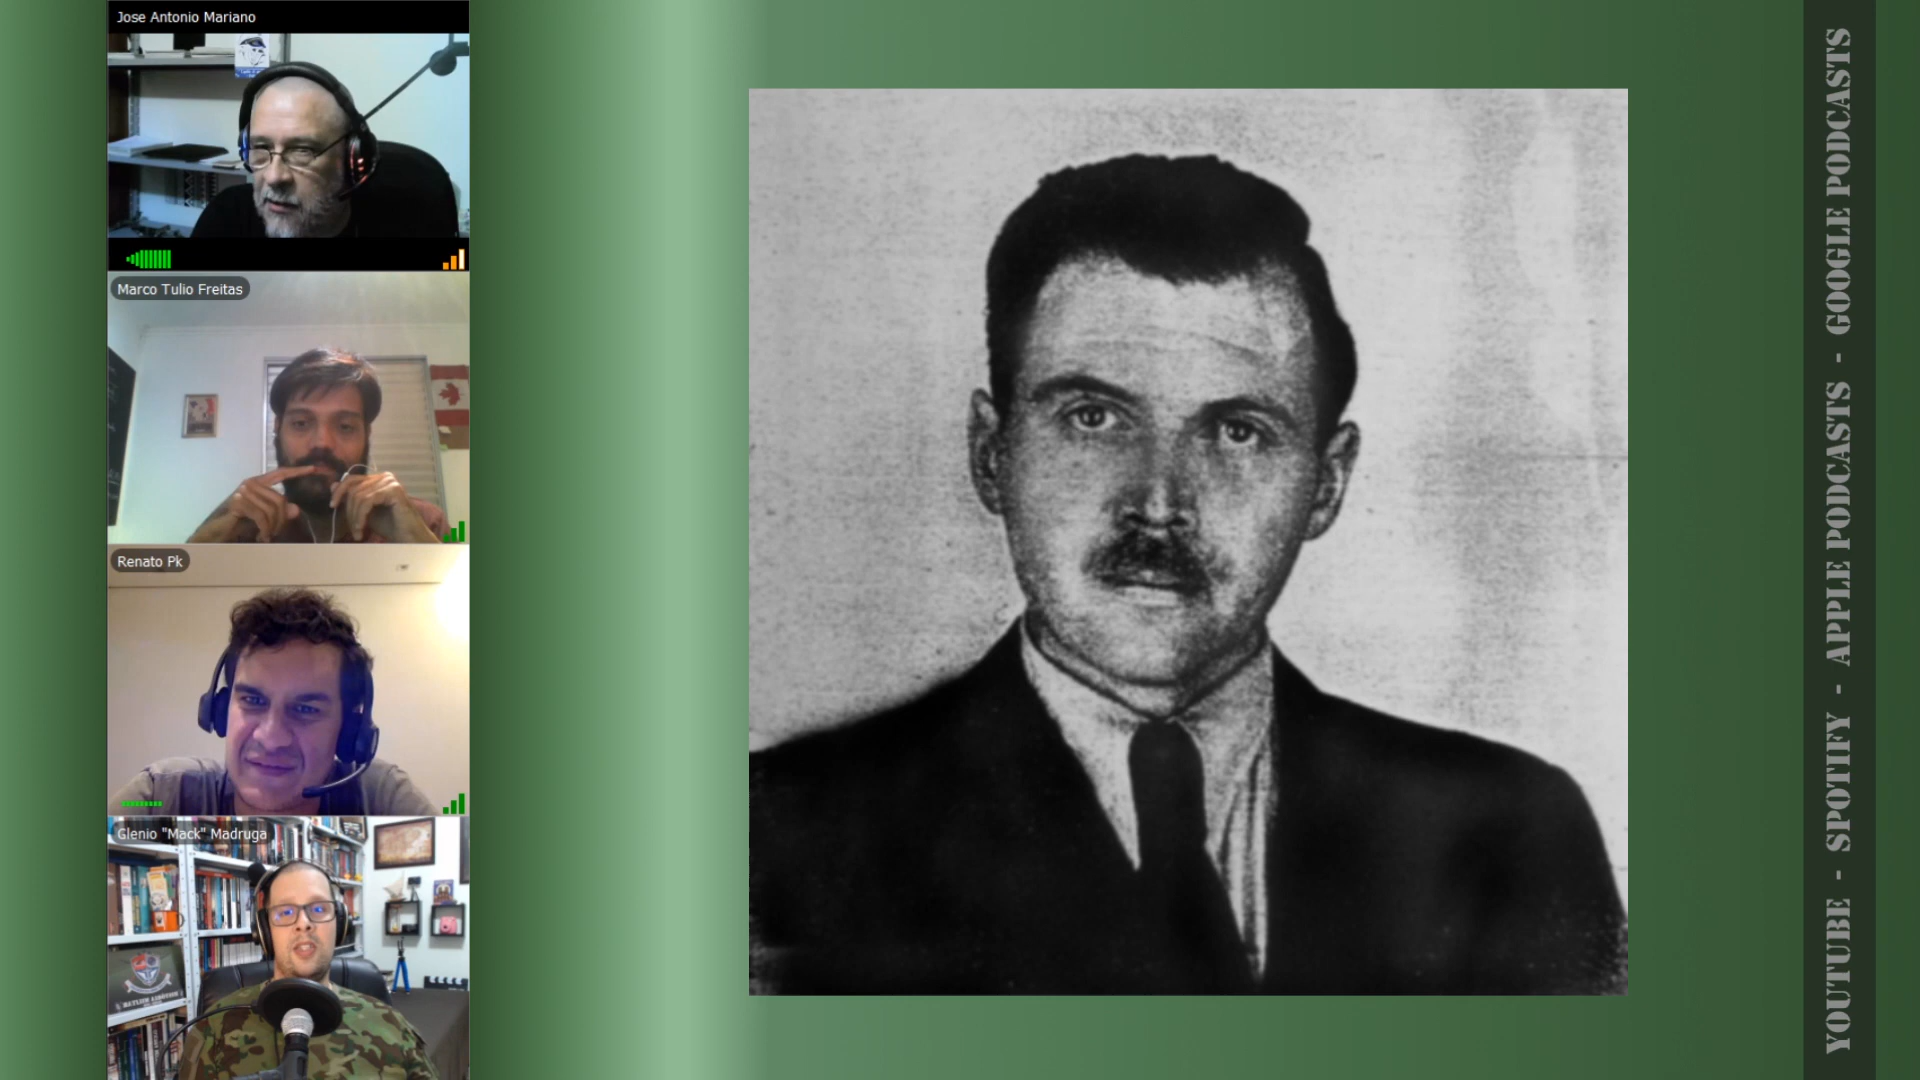 Jose Antonio Mariano
Marco Tulio Freitas
Renato Pk
Glenio "Mack" Madruga
YOUTUBE - SPOTIFY - APPLE PODCASTS - GOOGLE PODCASTS